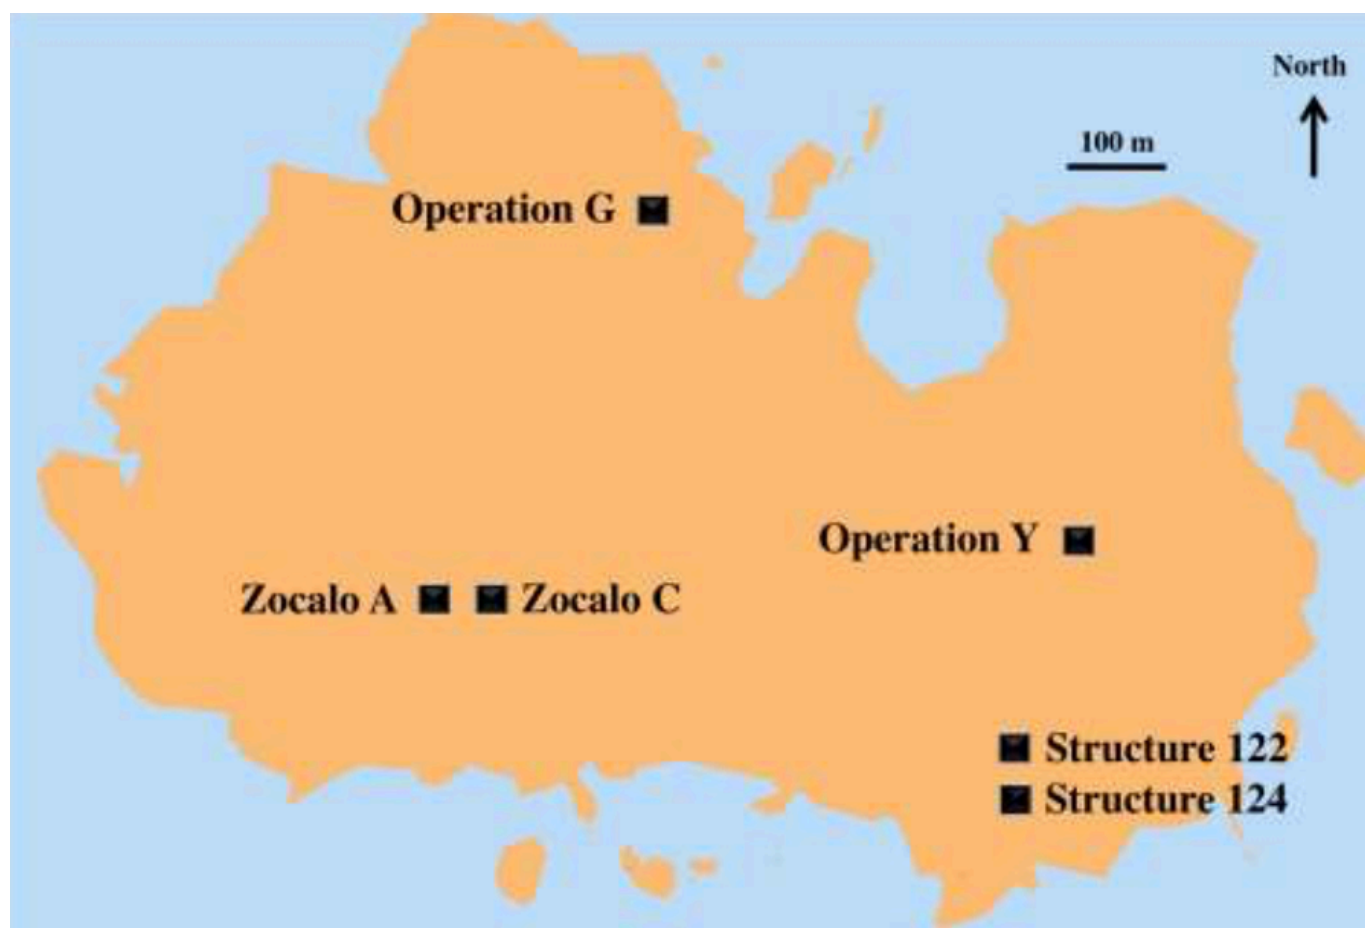 North
100 m
Operation G
Operation Y
Zocalo A
Zocalo C
Structure 122
Structure 124